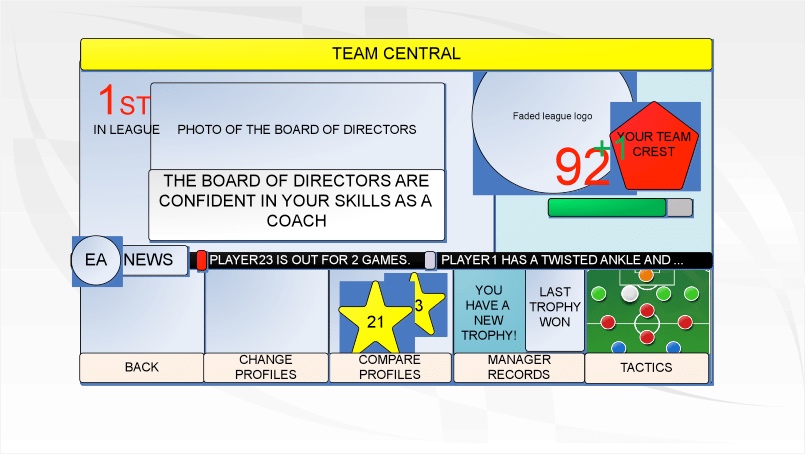 TEAM CENTRAL
1ST
IN LEAGUE
PHOTO OF THE BOARD OF DIRECTORS
THE BOARD OF DIRECTORS ARE
CONFIDENT IN YOUR SKILLS AS A
COACH
Faded league logo
92
+1
YOUR TEAM
CREST
EA
NEWS
PLAYER23 IS OUT FOR 2 GAMES.
PLAYER1 HAS A TWISTED ANKLE AND ...
21
3
YOU
HAVE A
NEW
TROPHY!
LAST
TROPHY
WON
BACK
CHANGE
PROFILES
COMPARE
PROFILES
MANAGER
RECORDS
TACTICS